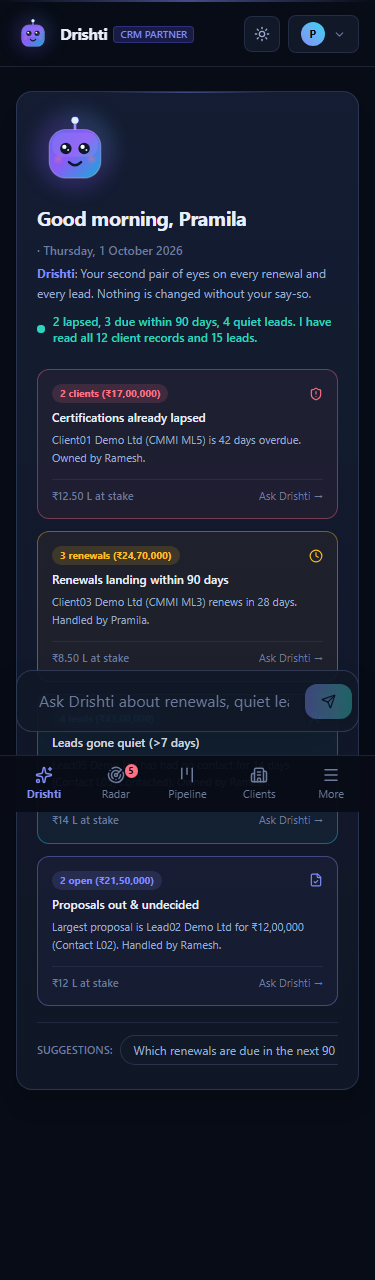 Drishti CRM PARTNER P
Good morning, Pramila
· Thursday, 1 October 2026
Drishti: Your second pair of eyes on every renewal and
every lead. Nothing is changed without your say-so.
2 lapsed, 3 due within 90 days, 4 quiet leads. I have
read all 12 client records and 15 leads.
2 clients (₹17,00,000)
Certifications already lapsed
Client01 Demo Ltd (CMMI ML5) is 42 days overdue.
Owned by Ramesh.
₹12.50 L at stake Ask Drishti →
3 renewals (₹24,70,000)
Renewals landing within 90 days
Client03 Demo Ltd (CMMI ML3) renews in 28 days.
Handled by Pramila.
₹8.50 L at stake Ask Drishti →
Ask Drishti about renewals, quiet lea
Leads gone quiet (>7 days)
5
Drishti Radar Pipeline Clients More
₹14 L at stake Ask Drishti →
2 open (₹21,50,000)
Proposals out & undecided
Largest proposal is Lead02 Demo Ltd for ₹12,00,000
(Contact L02). Handled by Ramesh.
₹12 L at stake Ask Drishti →
SUGGESTIONS: Which renewals are due in the next 90